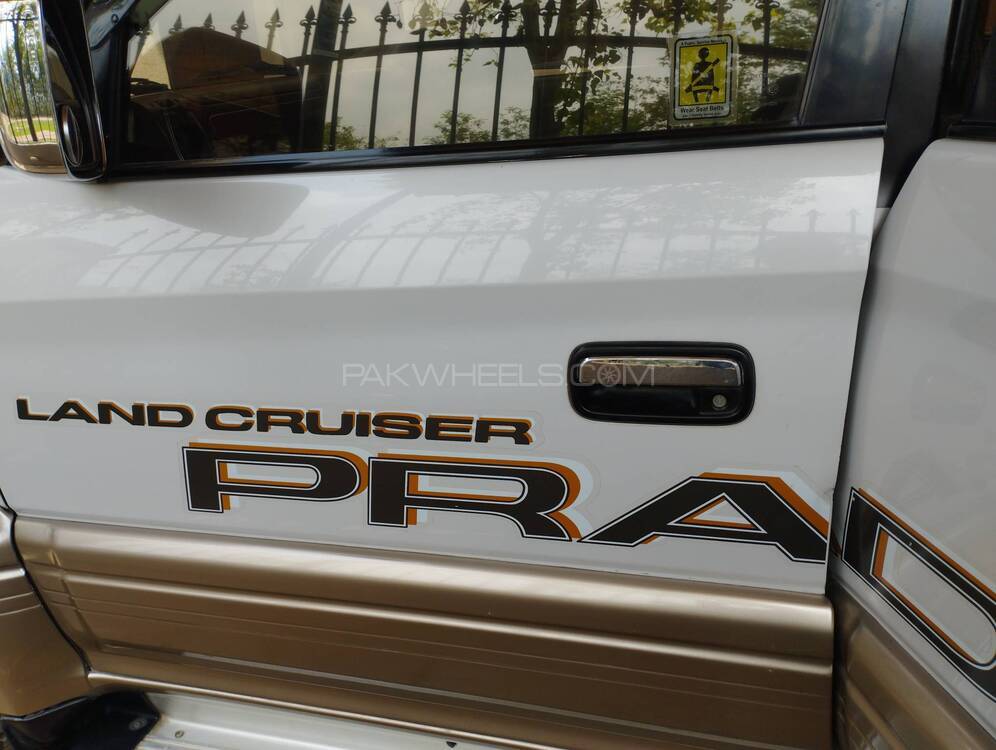 Wear Seat Belts
PAKWHEELS.COM
LAND CRUISER
PRAD